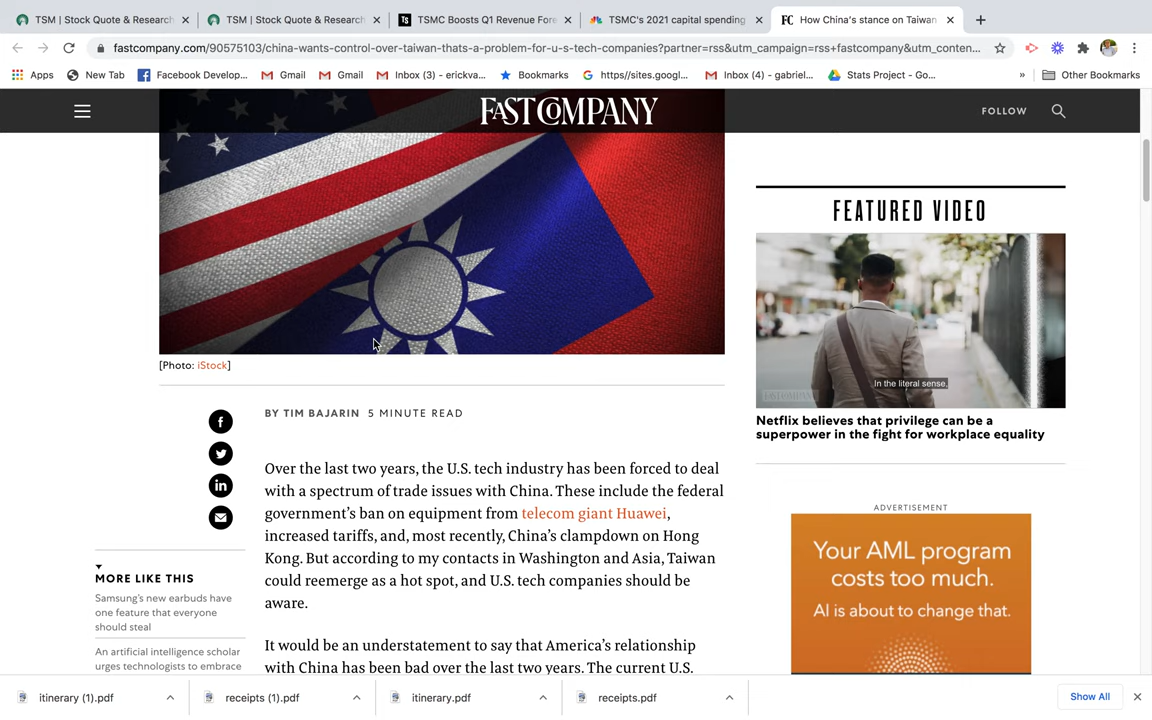 TSM | Stock Quote & Research
TSM | Stock Quote & Research
TSMC Boosts Q1 Revenue Fore
TSMC's 2021 capital spending
How China's stance on Taiwan
fastcompany.com/90575103/china-wants-control-over-taiwan-thats-a-problem-for-u-s-tech-companies?partner=rss&utm_campaign=rss+fastcompany&utm_conten...
Apps
New Tab
Facebook Develop...
Gmail
Gmail
Inbox (3) - erickva...
Bookmarks
https//sites.googl...
Inbox (4) - gabriel...
Stats Project - Go...
»
Other Bookmarks
FAST COMPANY
FOLLOW
[Photo: iStock]
BY TIM BAJARIN 5 MINUTE READ
Over the last two years, the U.S. tech industry has been forced to deal
with a spectrum of trade issues with China. These include the federal
government's ban on equipment from telecom giant Huawei,
increased tariffs, and, most recently, China's clampdown on Hong
Kong. But according to my contacts in Washington and Asia, Taiwan
could reemerge as a hot spot, and U.S. tech companies should be
aware.
It would be an understatement to say that America's relationship
with China has been bad over the last two years. The current U.S.
MORE LIKE THIS
Samsung's new earbuds have
one feature that everyone
should steal
An artificial intelligence scholar
urges technologists to embrace
FEATURED VIDEO
In the literal sense,
FAST COMPANY
Netflix believes that privilege can be a
superpower in the fight for workplace equality
ADVERTISEMENT
Your AML program
costs too much.
AI is about to change that.
itinerary (1).pdf
receipts (1).pdf
itinerary.pdf
receipts.pdf
Show All